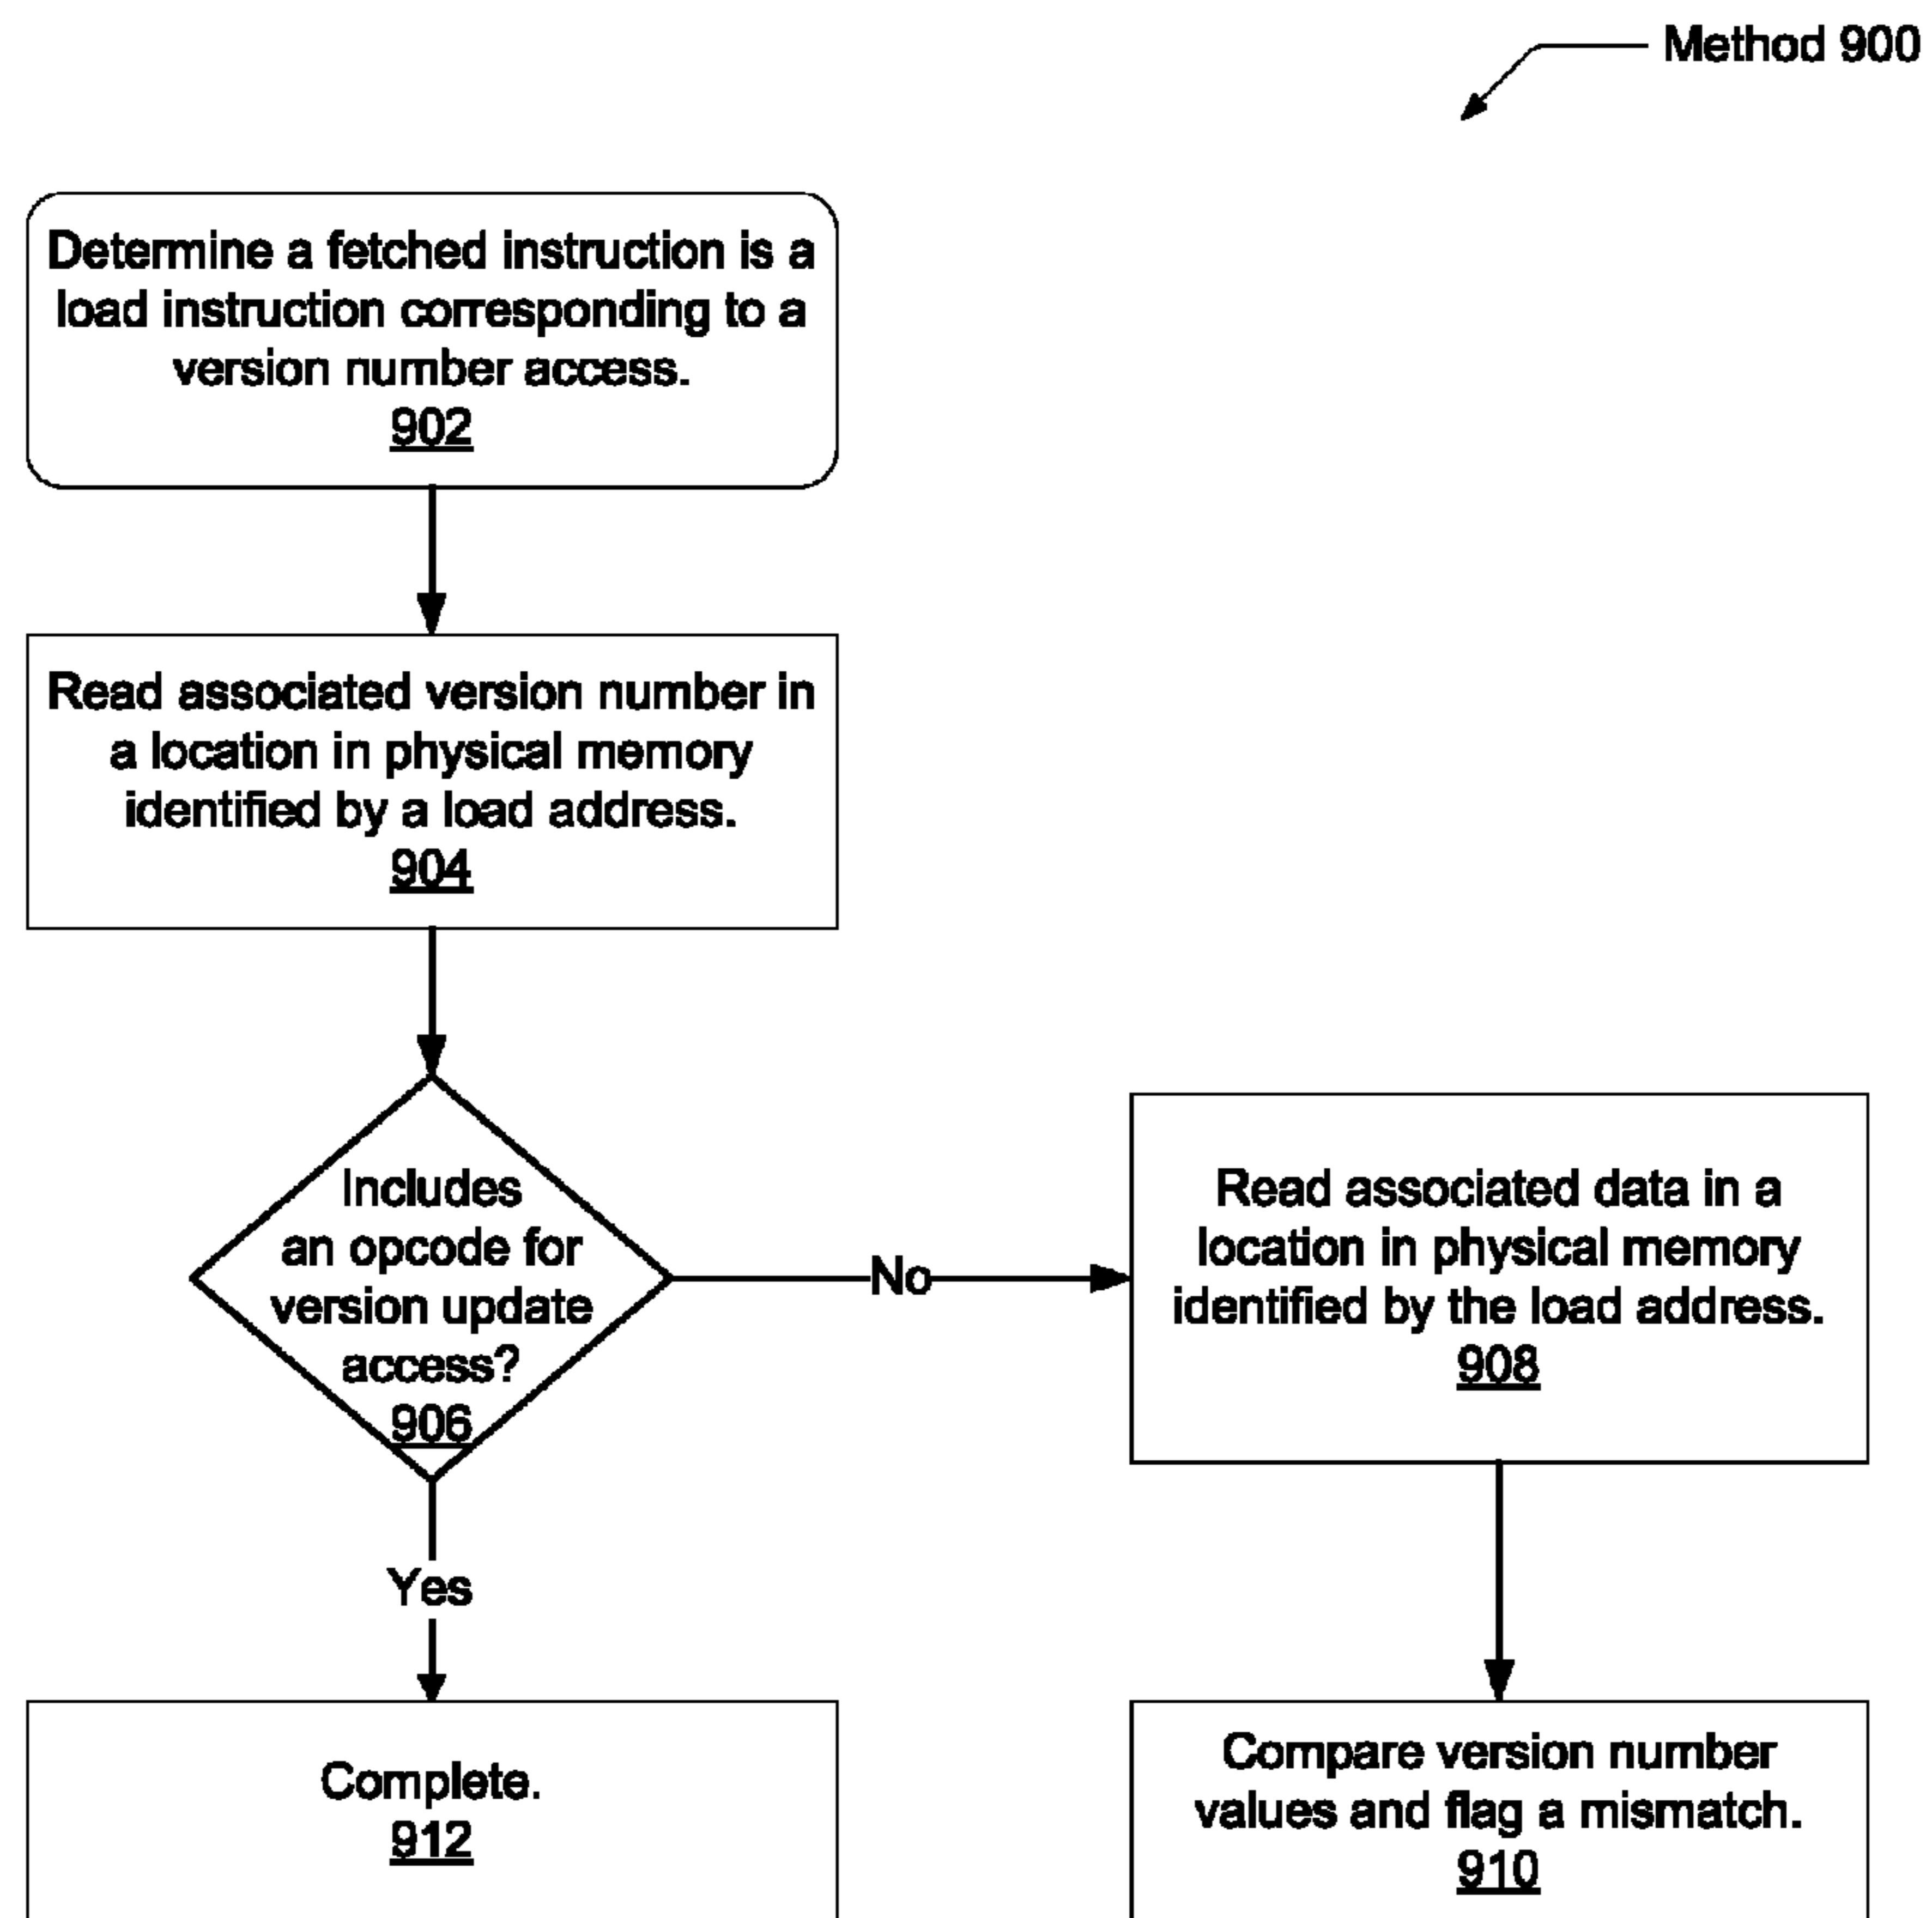 Method 900
Determine a fetched instruction is a
load instruction corresponding to a
version number access.
902
Read associated version number in
a location in physical memory
identified by a load address.
904
Includes
an opcode for
version update
access?
906
No
Read associated data in a
location in physical memory
identified by the load address.
908
Yes
Complete.
912
Compare version number
values and flag a mismatch.
910